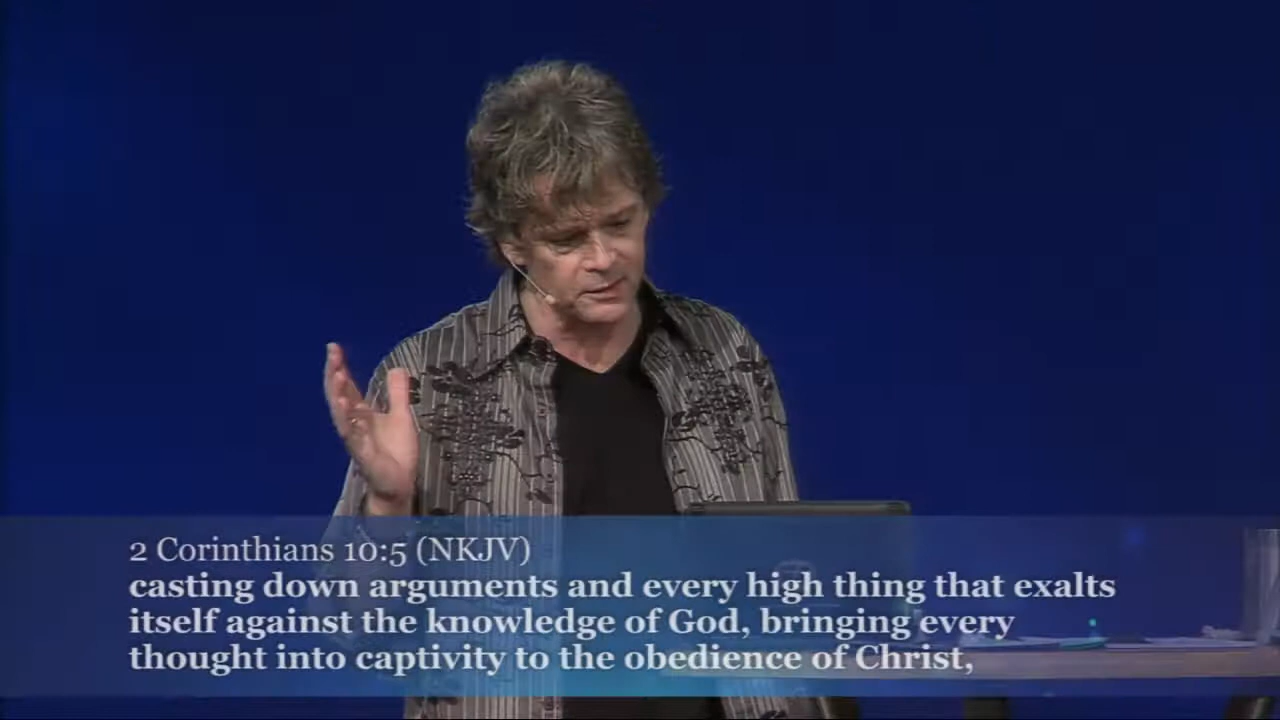 2 Corinthians 10:5 (NKJV)
casting down arguments and every high thing that exalts
itself against the knowledge of God, bringing every
thought into captivity to the obedience of Christ,